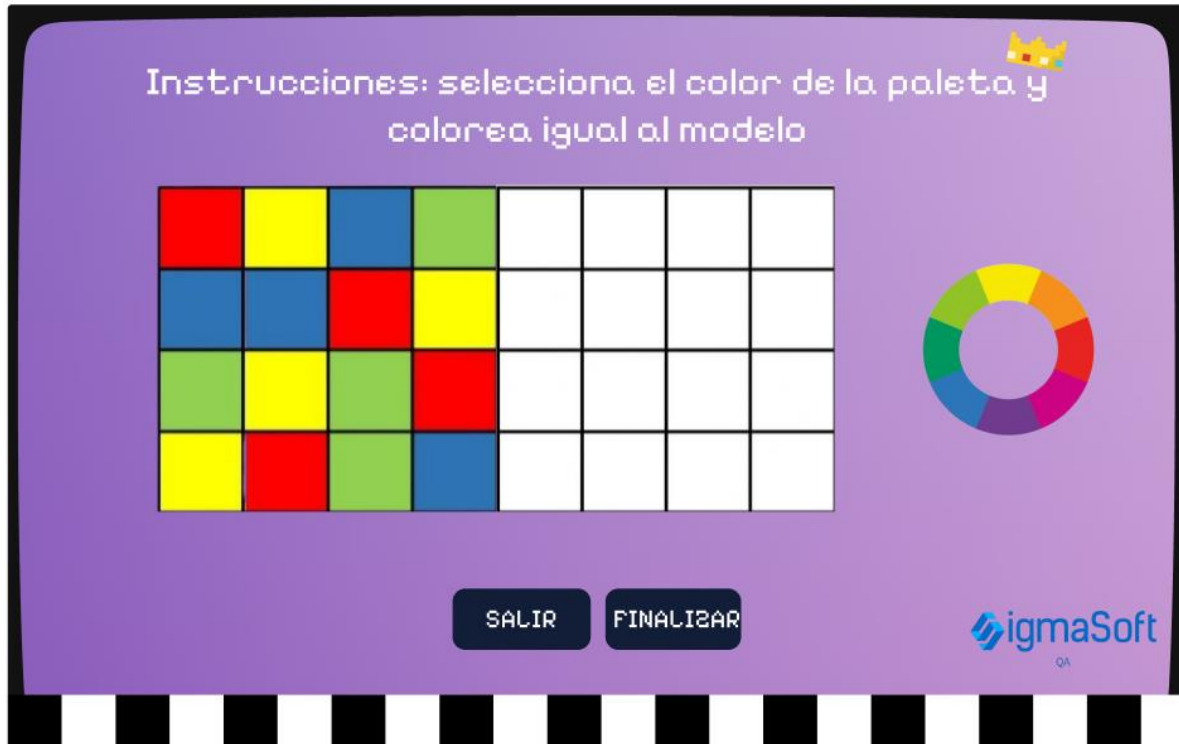 Instrucciones: selecciona el color de la paleta y
colorea igual al modelo
SALIR
FINALIZAR
SigmaSoft
QA